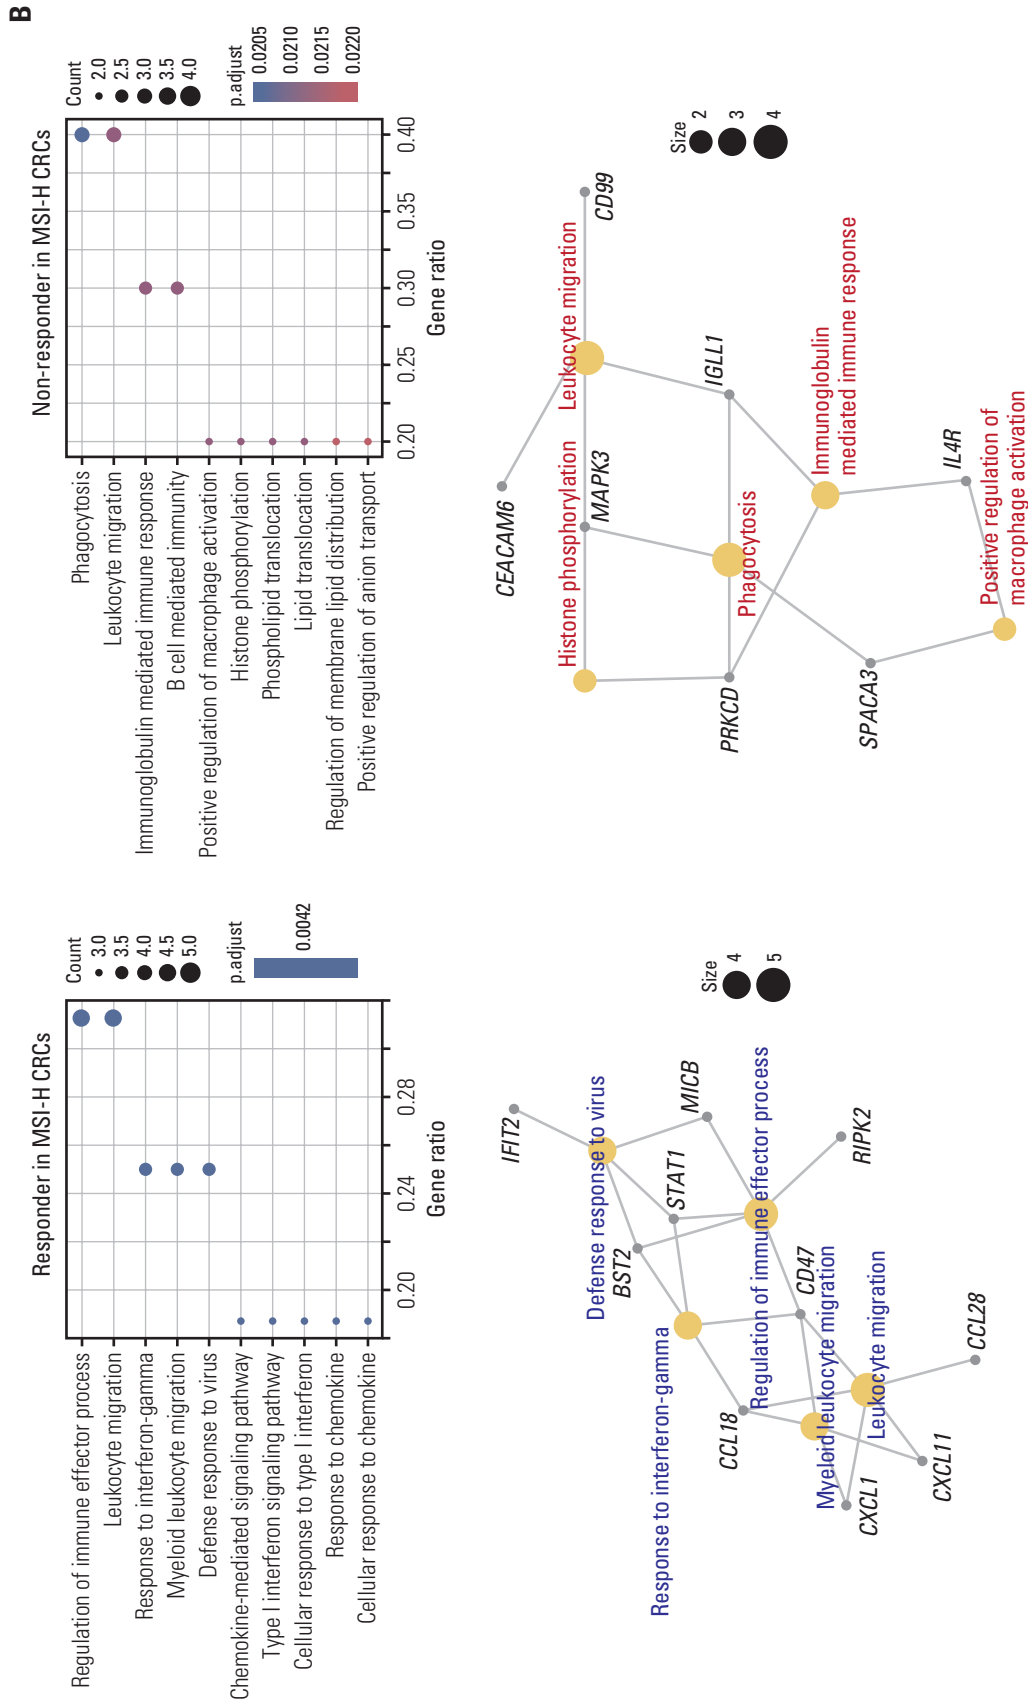 B
Responder in MSI-H CRCs
Regulation of immune effector process
Leukocyte migration
Response to interferon-gamma
Myeloid leukocyte migration
Defense response to virus
Chemokine-mediated signaling pathway
Type I interferon signaling pathway
Cellular response to type I interferon
Response to chemokine
Cellular response to chemokine
0.20
0.24
0.28
Gene ratio
Count
3.0
3.5
4.0
4.5
5.0
p.adjust
0.0042
Non-responder in MSI-H CRCs
Phagocytosis
Leukocyte migration
Immunoglobulin mediated immune response
B cell mediated immunity
Positive regulation of macrophage activation
Histone phosphorylation
Phospholipid translocation
Lipid translocation
Regulation of membrane lipid distribution
Positive regulation of anion transport
0.20
0.25
0.30
0.35
0.40
Gene ratio
Count
2.0
2.5
3.0
3.5
4.0
p.adjust
0.0205
0.0210
0.0215
0.0220
IFIT2
Defense response to virus
BST2
STAT1
MICB
Response to interferon-gamma
Regulation of immune effector process
CCL18
CD47
RIPK2
Myeloid leukocyte migration
Leukocyte migration
CXCL1
CXCL11
CCL28
Size
4
5
CEACAM6
Histone phosphorylation
Leukocyte migration
MAPK3
CD99
PRKCD
IGLL1
Phagocytosis
Immunoglobulin
mediated immune response
SPACA3
IL4R
Positive regulation of
macrophage activation
Size
2
3
4